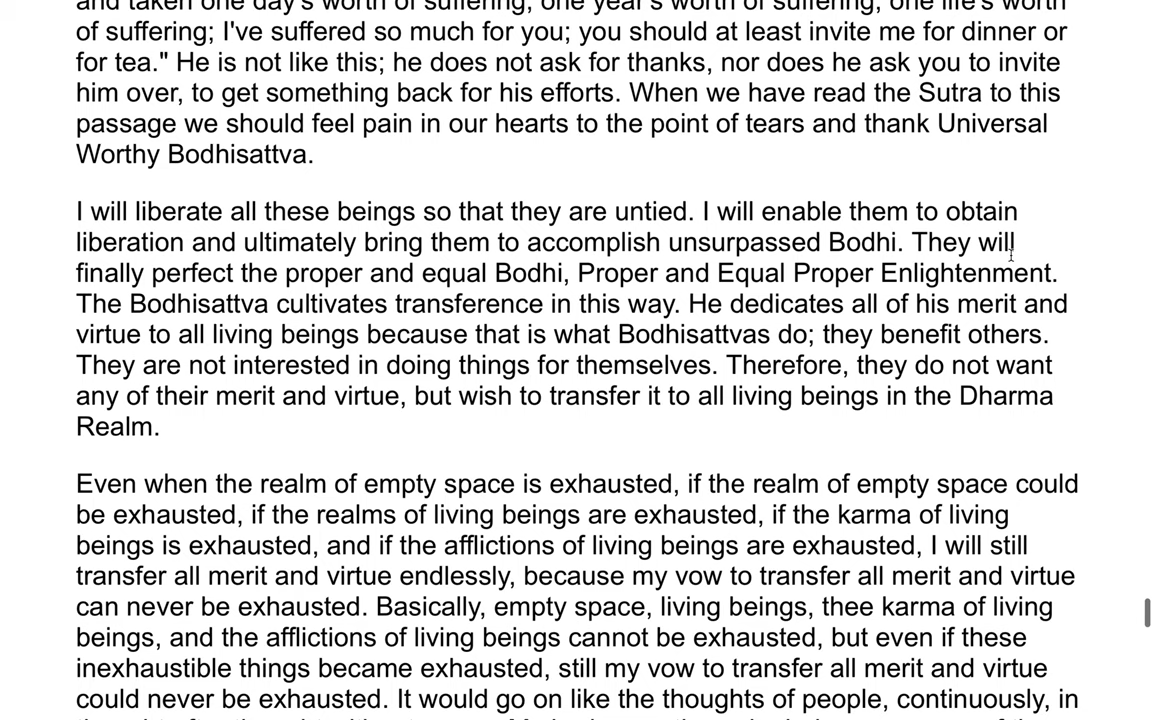 and taken one day's worth of suffering, one year's worth of suffering, one life's worth
of suffering; I've suffered so much for you; you should at least invite me for dinner or
for tea." He is not like this; he does not ask for thanks, nor does he ask you to invite
him over, to get something back for his efforts. When we have read the Sutra to this
passage we should feel pain in our hearts to the point of tears and thank Universal
Worthy Bodhisattva.
I will liberate all these beings so that they are untied. I will enable them to obtain
liberation and ultimately bring them to accomplish unsurpassed Bodhi. They will
finally perfect the proper and equal Bodhi, Proper and Equal Proper Enlightenment.
The Bodhisattva cultivates transference in this way. He dedicates all of his merit and
virtue to all living beings because that is what Bodhisattvas do; they benefit others.
They are not interested in doing things for themselves. Therefore, they do not want
any of their merit and virtue, but wish to transfer it to all living beings in the Dharma
Realm.
Even when the realm of empty space is exhausted, if the realm of empty space could
be exhausted, if the realms of living beings are exhausted, if the karma of living
beings is exhausted, and if the afflictions of living beings are exhausted, I will still
transfer all merit and virtue endlessly, because my vow to transfer all merit and virtue
can never be exhausted. Basically, empty space, living beings, thee karma of living
beings, and the afflictions of living beings cannot be exhausted, but even if these
inexhaustible things became exhausted, still my vow to transfer all merit and virtue
could never be exhausted. It would go on like the thoughts of people, continuously, in